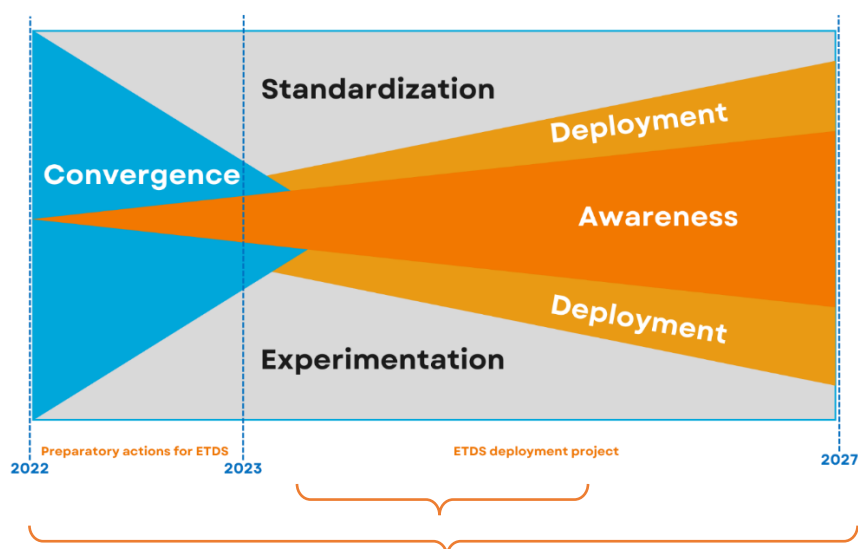 Standardization
Deployment
Convergence
Awareness
Deployment
Experimentation
Preparatory actions for ETDS
ETDS deployment project
2022
2023
2027